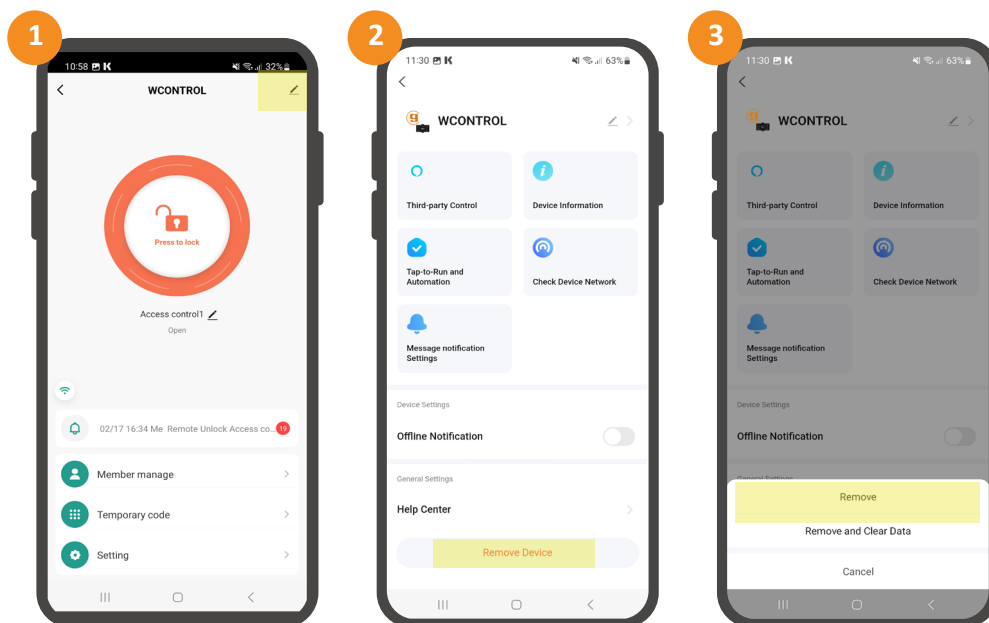 1
10:58 K 32%
WCONTROL
Press to lock
Access control1
Open
02/17 16:34 Me Remote Unlock Access co... 19
Member manage
Temporary code
Setting
2
11:30 K 63%
9
WCONTROL
Third-party Control
Device Information
Tap-to-Run and
Automation
Check Device Network
Message notification
Settings
Device Settings
Offline Notification
General Settings
Help Center
Remove Device
3
11:30 K 63%
9
WCONTROL
Third-party Control
Device Information
Tap-to-Run and
Automation
Check Device Network
Message notification
Settings
Device Settings
Offline Notification
General Settings
Remove
Remove and Clear Data
Cancel